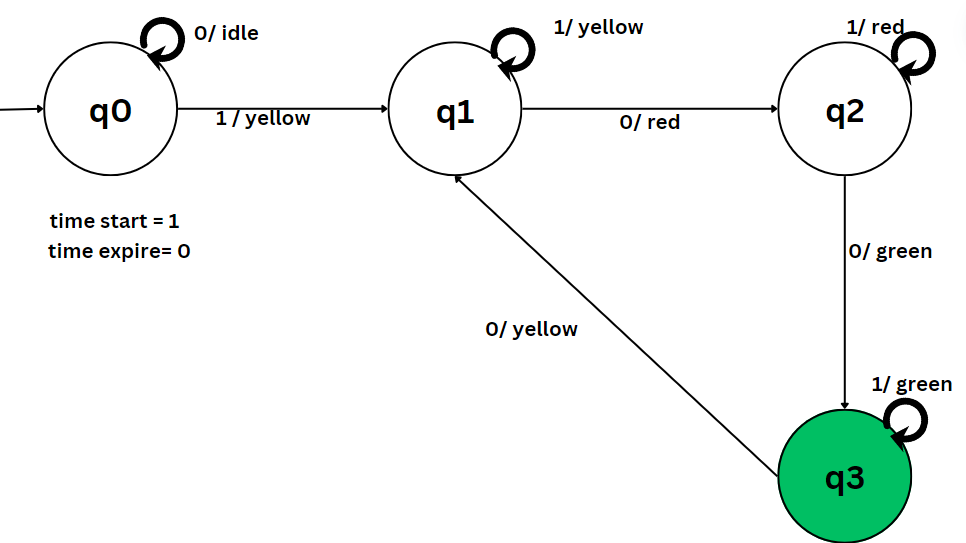 0/ idle
1/ yellow
1/ red
q0
q1
q2
1 / yellow
0/ red
time start = 1
time expire= 0
0/ green
0/ yellow
1/ green
q3